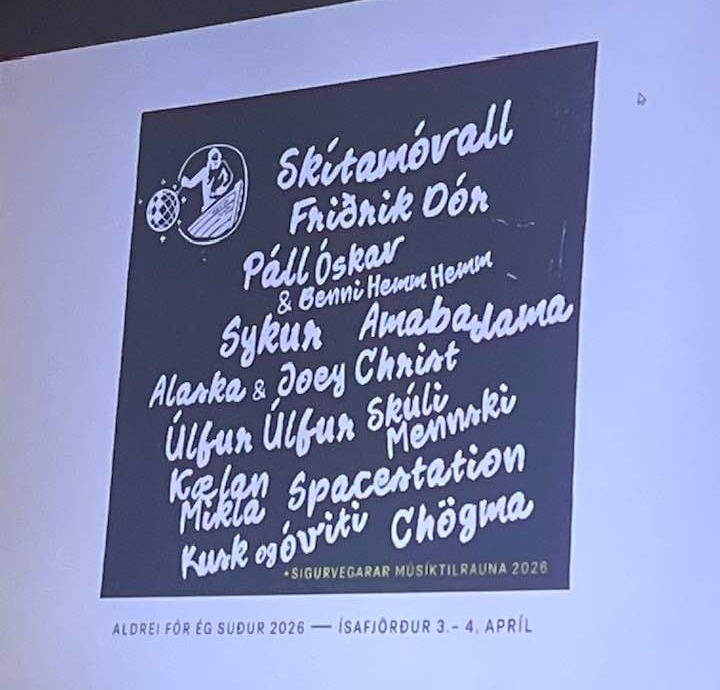 Skítamórall
Friðrik Dór
Páll Óskar
& Benni Hemm Hemm
Sykur Amabadama
Alaska & Joey Christ
Úlfur Úlfur Skúli Mennski
Kælan Mikla Spacestation
Kusk og óviti Chögma
+SIGURVEGARAR MÚSÍKTILRAUNA 2026
ALDREI FÓR ÉG SUÐUR 2026 — ÍSAFJÖRÐUR 3.- 4. APRÍL